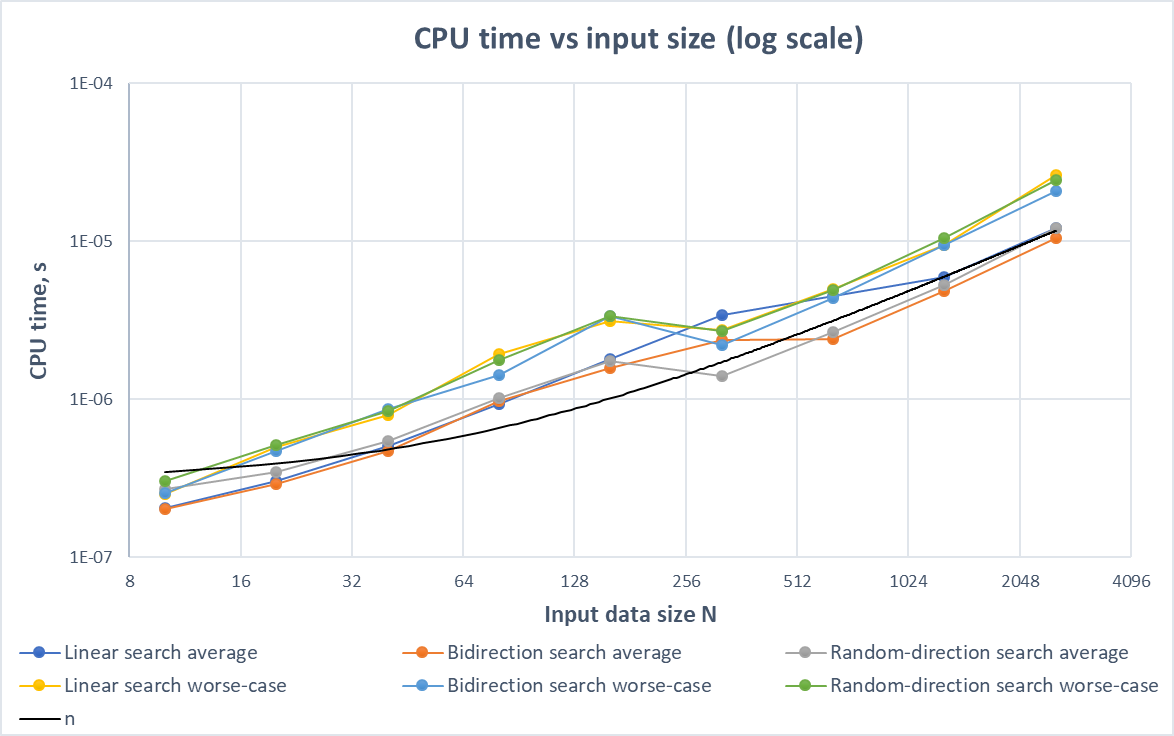 CPU time vs input size (log scale)
1E-04
1E-05
1E-06
1E-07
CPU time, s
8 16 32 64 128 256 512 1024 2048 4096
Input data size N
Linear search average Bidirection search average Random-direction search average
Linear search worse-case Bidirection search worse-case Random-direction search worse-case
n